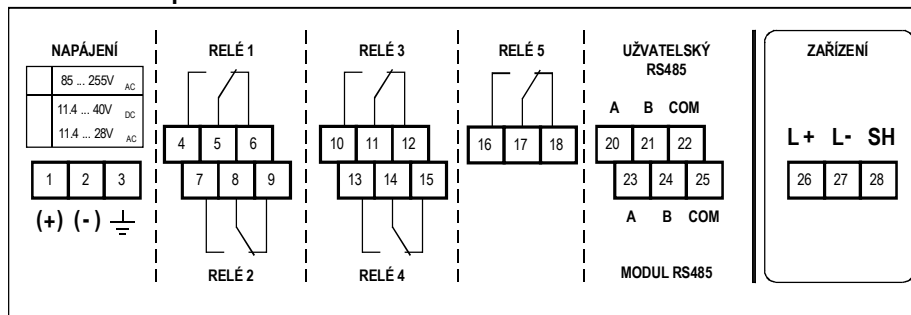 NAPÁJENÍ
85 ... 255V AC
11.4 ... 40V DC
11.4 ... 28V AC
1 2 3
(+) (-)
RELÉ 1
4 5 6
7 8 9
RELÉ 2
RELÉ 3
10 11 12
13 14 15
RELÉ 4
RELÉ 5
16 17 18
UŽVATELSKÝ
RS485
A B COM
20 21 22
23 24 25
A B COM
MODUL RS485
ZAŘÍZENÍ
L+ L- SH
26 27 28